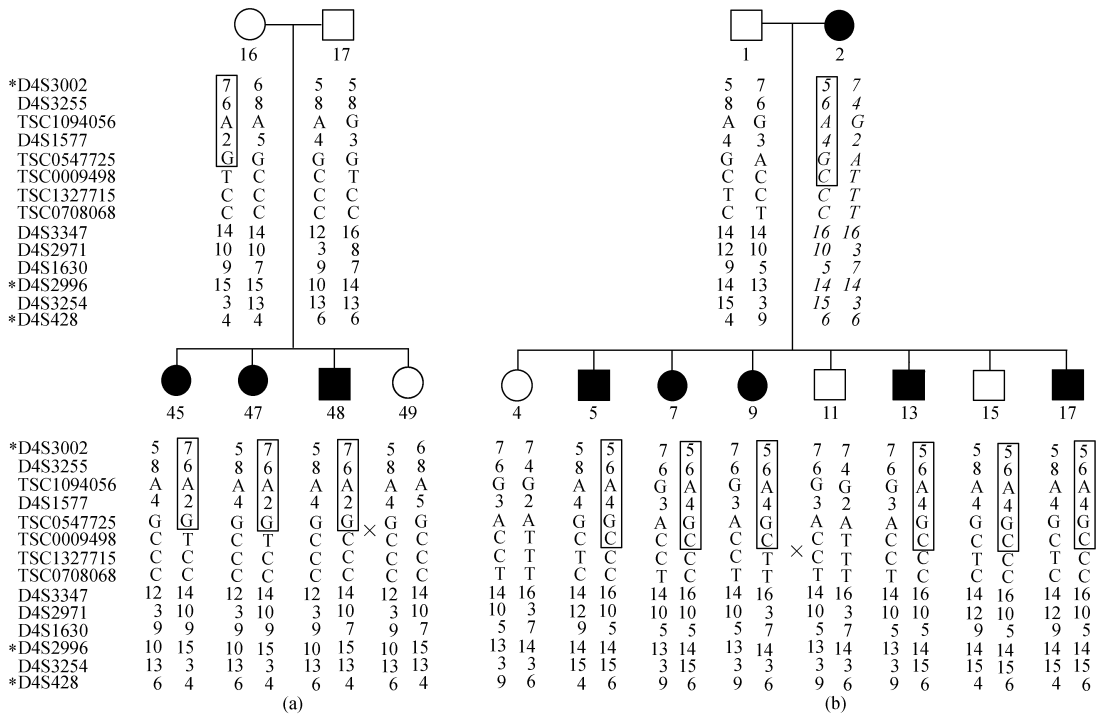 16 17 1 2
*D4S3002 7 6 5 5 5 7 5 7
D4S3255 6 8 8 8 8 6 6 4
TSC1094056 A A A G A G A G
D4S1577 2 5 4 3 4 3 4 2
TSC0547725 G G G G G A G A
TSC0009498 T C C T C C C T
TSC1327715 C C C C T C C T
TSC0708068 C C C C C T C T
D4S3347 14 14 12 16 14 14 16 16
D4S2971 10 10 3 8 12 10 10 3
D4S1630 9 7 9 7 9 5 5 7
*D4S2996 15 15 10 14 14 13 14 14
D3S3254 3 13 13 13 15 3 15 3
*D4S428 4 4 6 6 4 9 6 6
45 47 48 49 4 5 7 9 11 13 15 17
*D4S3002 5 7 5 7 5 7 5 6 7 7 5 5 7 5 7 5 7 7 7 5 5 5 5 5
D4S3255 8 6 8 6 8 6 8 8 6 4 8 6 6 6 6 6 6 4 6 6 8 6 8 6
TSC1094056 A A A A A A A A G G A A G A G A G G G A A A A A
D4S1577 4 2 4 2 4 2 4 5 3 2 4 4 3 4 3 4 3 2 3 4 4 4 4 4
TSC0547725 G G G G G G × G G A A G G A G A G A A A G G G G G
TSC0009498 C T C T C C C C C T C C C C C C × C T C C C C C C
TSC1327715 C C C C C C C C C T T C C C C T C T C C T C T C
TSC0708068 C C C C C C C C T T C C T C T T T T T C C C C C
D4S3347 12 14 12 14 12 14 12 14 14 16 14 16 14 16 14 16 14 16 14 16 14 16 14 16
D4S2971 3 10 3 10 3 10 3 10 10 3 12 10 10 10 10 3 10 3 10 10 12 10 12 10
D4S1630 9 9 9 9 9 7 9 7 5 7 9 5 5 5 5 7 5 7 5 5 9 5 9 5
*D4S2996 10 15 10 15 10 15 10 15 13 14 14 14 13 14 13 14 13 14 13 14 14 14 14 14
D4S3254 13 3 13 3 13 13 13 13 3 3 15 15 3 15 3 3 3 3 3 15 15 15 15 15
*D4S428 6 4 6 4 6 4 6 4 9 6 4 6 9 6 9 6 9 6 9 6 4 6 4 6
(a) (b)